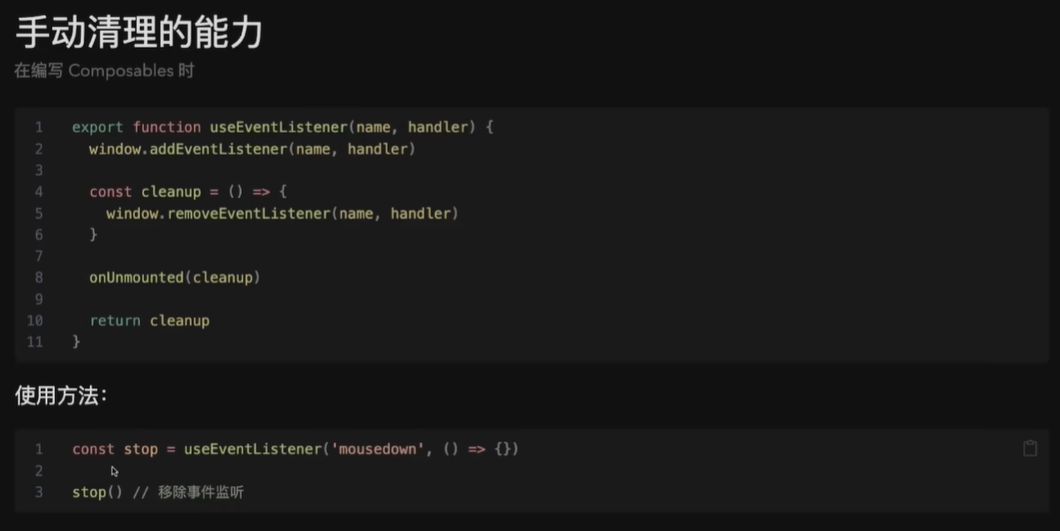 手动清理的能力
在编写 Composables 时
1 export function useEventListener(name, handler) {
2 window.addEventListener(name, handler)
3
4 const cleanup = () => {
5 window.removeEventListener(name, handler)
6 }
7
8 onUnmounted(cleanup)
9
10 return cleanup
11 }
使用方法:
1 const stop = useEventListener('mousedown', () => {})
2
3 stop() // 移除事件监听